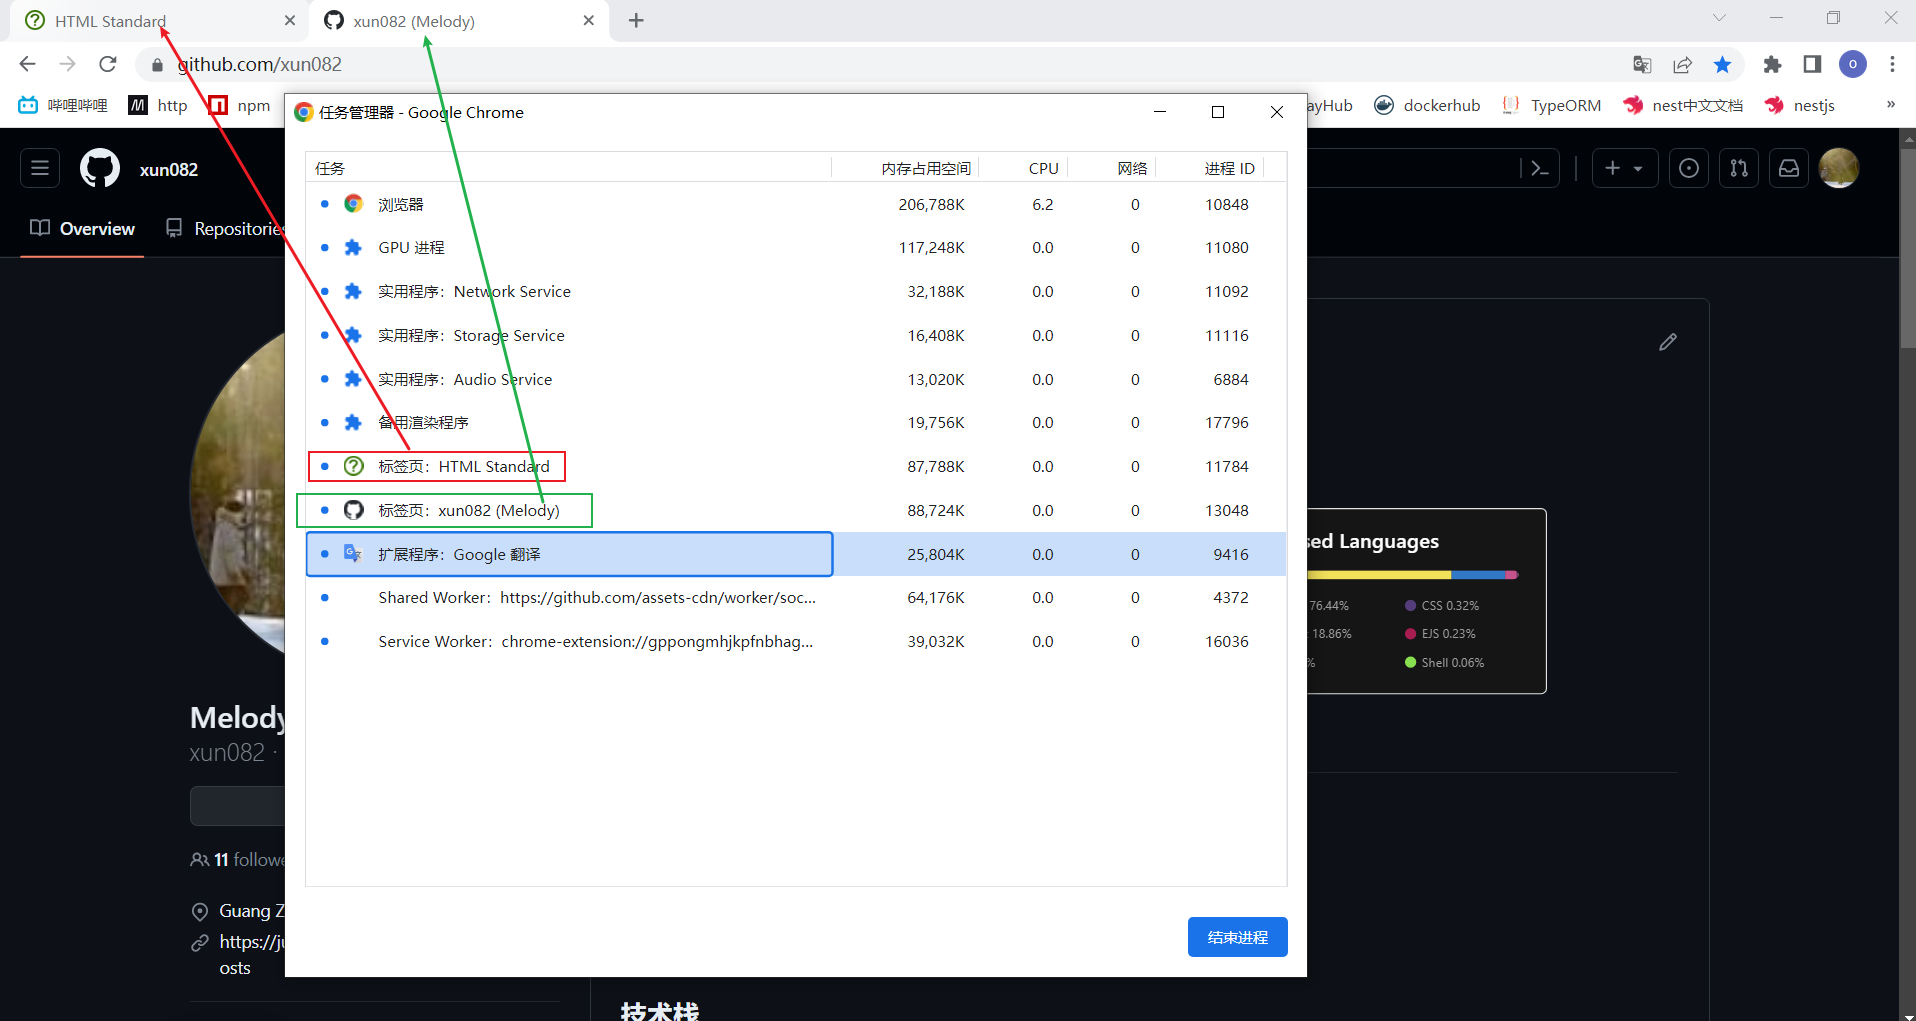 HTML Standard
xun082 (Melody)
github.com/xun082
O
哔哩哔哩
http
npm
ayHub
dockerhub
TypeORM
nest中文文档
nestjs
»
任务管理器 - Google Chrome
xun082
Overview
Repositories
任务 内存占用空间 CPU 网络 进程 ID
浏览器 206,788K 6.2 0 10848
GPU 进程 117,248K 0.0 0 11080
实用程序：Network Service 32,188K 0.0 0 11092
实用程序：Storage Service 16,408K 0.0 0 11116
实用程序：Audio Service 13,020K 0.0 0 6884
备用渲染程序 19,756K 0.0 0 17796
标签页：HTML Standard 87,788K 0.0 0 11784
标签页：xun082 (Melody) 88,724K 0.0 0 13048
扩展程序：Google 翻译 25,804K 0.0 0 9416
Shared Worker：https://github.com/assets-cdn/worker/soc... 64,176K 0.0 0 4372
Service Worker：chrome-extension://gppongmhjkpfnbhag... 39,032K 0.0 0 16036
结束进程
sed Languages
76.44%
CSS 0.32%
18.86%
EJS 0.23%
%
Shell 0.06%
Melody
xun082 ·
11 followe
Guang Z
https://ju
osts
技术栈